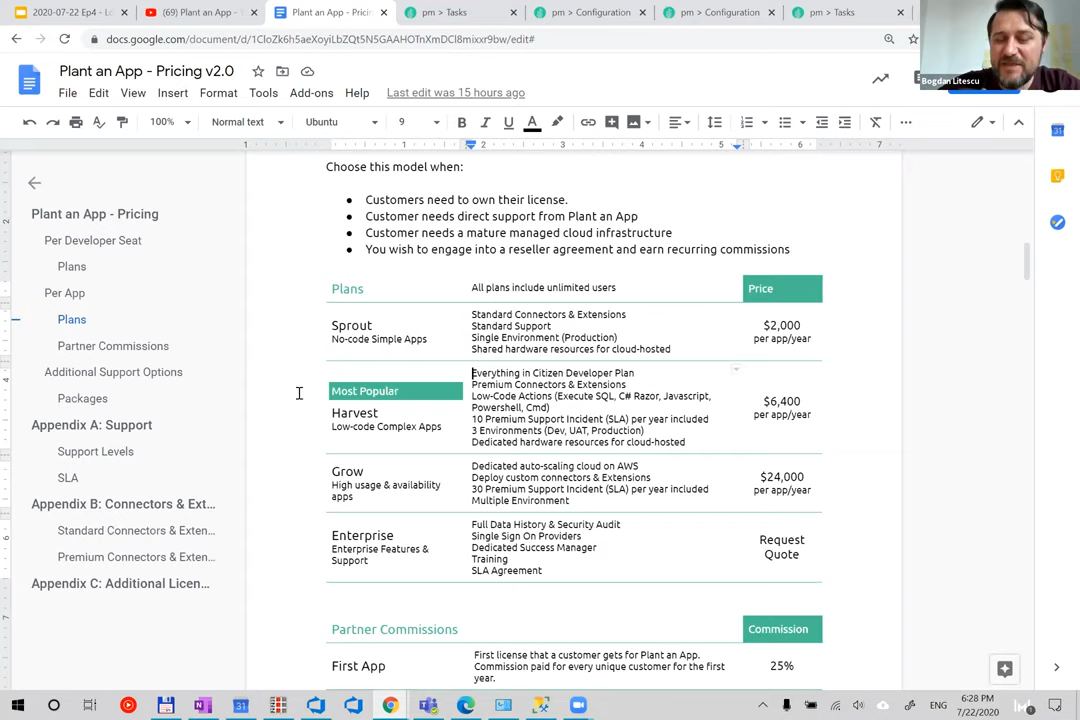 2020-07-22 Ep4 - Lo
(69) Plant an App -
Plant an App - Pricin
pm > Tasks
pm > Configuration
pm > Configuration
pm > Tasks
docs.google.com/document/d/1CloZk6h5aeXoyiLbZQt5N5GAAHOTnXmDCl8mixxr9bw/edit#
Bogdan Litescu
Plant an App - Pricing v2.0
File Edit View Insert Format Tools Add-ons Help Last edit was 15 hours ago
100% Normal text Ubuntu 9
1 1 2 3 4 5 6 7
Plant an App - Pricing
Per Developer Seat
Plans
Per App
Plans
Partner Commissions
Additional Support Options
Packages
Appendix A: Support
Support Levels
SLA
Appendix B: Connectors & Ext...
Standard Connectors & Exten...
Premium Connectors & Exten...
Appendix C: Additional Licen...
Choose this model when:
● Customers need to own their license.
● Customer needs direct support from Plant an App
● Customer needs a mature managed cloud infrastructure
● You wish to engage into a reseller agreement and earn recurring commissions
Plans All plans include unlimited users Price
Sprout
No-code Simple Apps
Standard Connectors & Extensions
Standard Support
Single Environment (Production)
Shared hardware resources for cloud-hosted
$2,000
per app/year
Most Popular
Harvest
Low-code Complex Apps
Everything in Citizen Developer Plan
Premium Connectors & Extensions
Low-Code Actions (Execute SQL, C# Razor, Javascript,
Powershell, Cmd)
10 Premium Support Incident (SLA) per year included
3 Environments (Dev, UAT, Production)
Dedicated hardware resources for cloud-hosted
$6,400
per app/year
Grow
High usage & availability
apps
Dedicated auto-scaling cloud on AWS
Deploy custom connectors & Extensions
30 Premium Support Incident (SLA) per year included
Multiple Environment
$24,000
per app/year
Enterprise
Enterprise Features &
Support
Full Data History & Security Audit
Single Sign On Providers
Dedicated Success Manager
Training
SLA Agreement
Request
Quote
Partner Commissions Commission
First App
First license that a customer gets for Plant an App.
Commission paid for every unique customer for the first
year.
25%
ENG
6:28 PM
7/22/2020